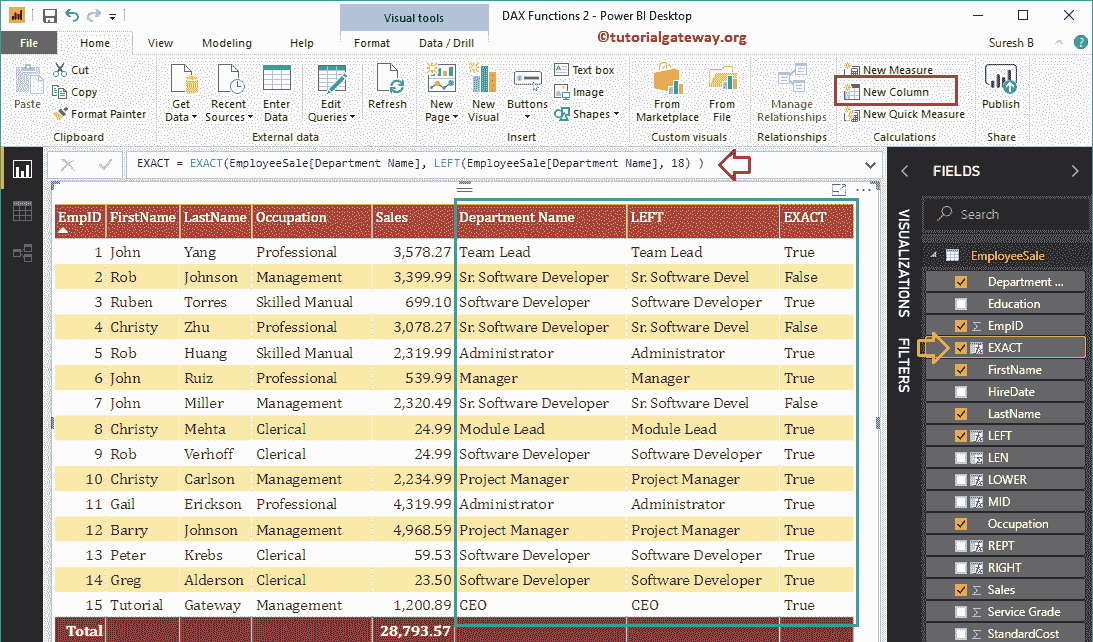 Visual tools
DAX Functions 2 - Power BI Desktop
File
Home
View
Modeling
Help
Format
Data / Drill
©tutorialgateway.org
Suresh B
Paste
Cut
Copy
Format Painter
Clipboard
Get Data
Recent Sources
Enter Data
Edit Queries
External data
Refresh
New Page
New Visual
Buttons
Text box
Image
Shapes
Insert
From Marketplace
From File
Custom visuals
Manage Relationships
Relationships
New Measure
New Column
New Quick Measure
Calculations
Publish
Share
EXACT = EXACT(EmployeeSale[Department Name], LEFT(EmployeeSale[Department Name], 18) )
EmpID FirstName LastName Occupation Sales Department Name LEFT EXACT
1 John Yang Professional 3,578.27 Team Lead Team Lead True
2 Rob Johnson Management 3,399.99 Sr. Software Developer Sr. Software Devel False
3 Ruben Torres Skilled Manual 699.10 Software Developer Software Developer True
4 Christy Zhu Professional 3,078.27 Sr. Software Developer Sr. Software Devel False
5 Rob Huang Skilled Manual 2,319.99 Administrator Administrator True
6 John Ruiz Professional 539.99 Manager Manager True
7 John Miller Management 2,320.49 Sr. Software Developer Sr. Software Devel False
8 Christy Mehta Clerical 24.99 Module Lead Module Lead True
9 Rob Verhoff Clerical 24.99 Software Developer Software Developer True
10 Christy Carlson Management 2,234.99 Project Manager Project Manager True
11 Gail Erickson Professional 4,319.99 Administrator Administrator True
12 Barry Johnson Management 4,968.59 Project Manager Project Manager True
13 Peter Krebs Clerical 59.53 Software Developer Software Developer True
14 Greg Alderson Clerical 23.50 Software Developer Software Developer True
15 Tutorial Gateway Management 1,200.89 CEO CEO True
Total 28,793.57
VISUALIZATIONS
FILTERS
FIELDS
Search
EmployeeSale
Department ...
Education
Σ EmpID
EXACT
FirstName
HireDate
LastName
LEFT
LEN
LOWER
MID
Occupation
REPT
RIGHT
Σ Sales
Σ Service Grade
Σ StandardCost